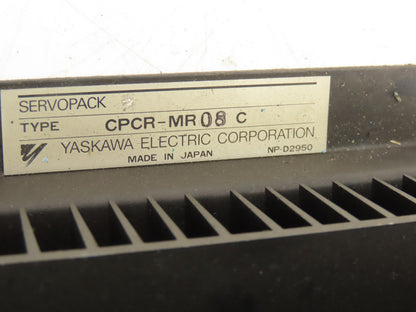 SERVOPACK
TYPE CPCR-MR08C
YASKAWA ELECTRIC CORPORATION
MADE IN JAPAN NP-D2950